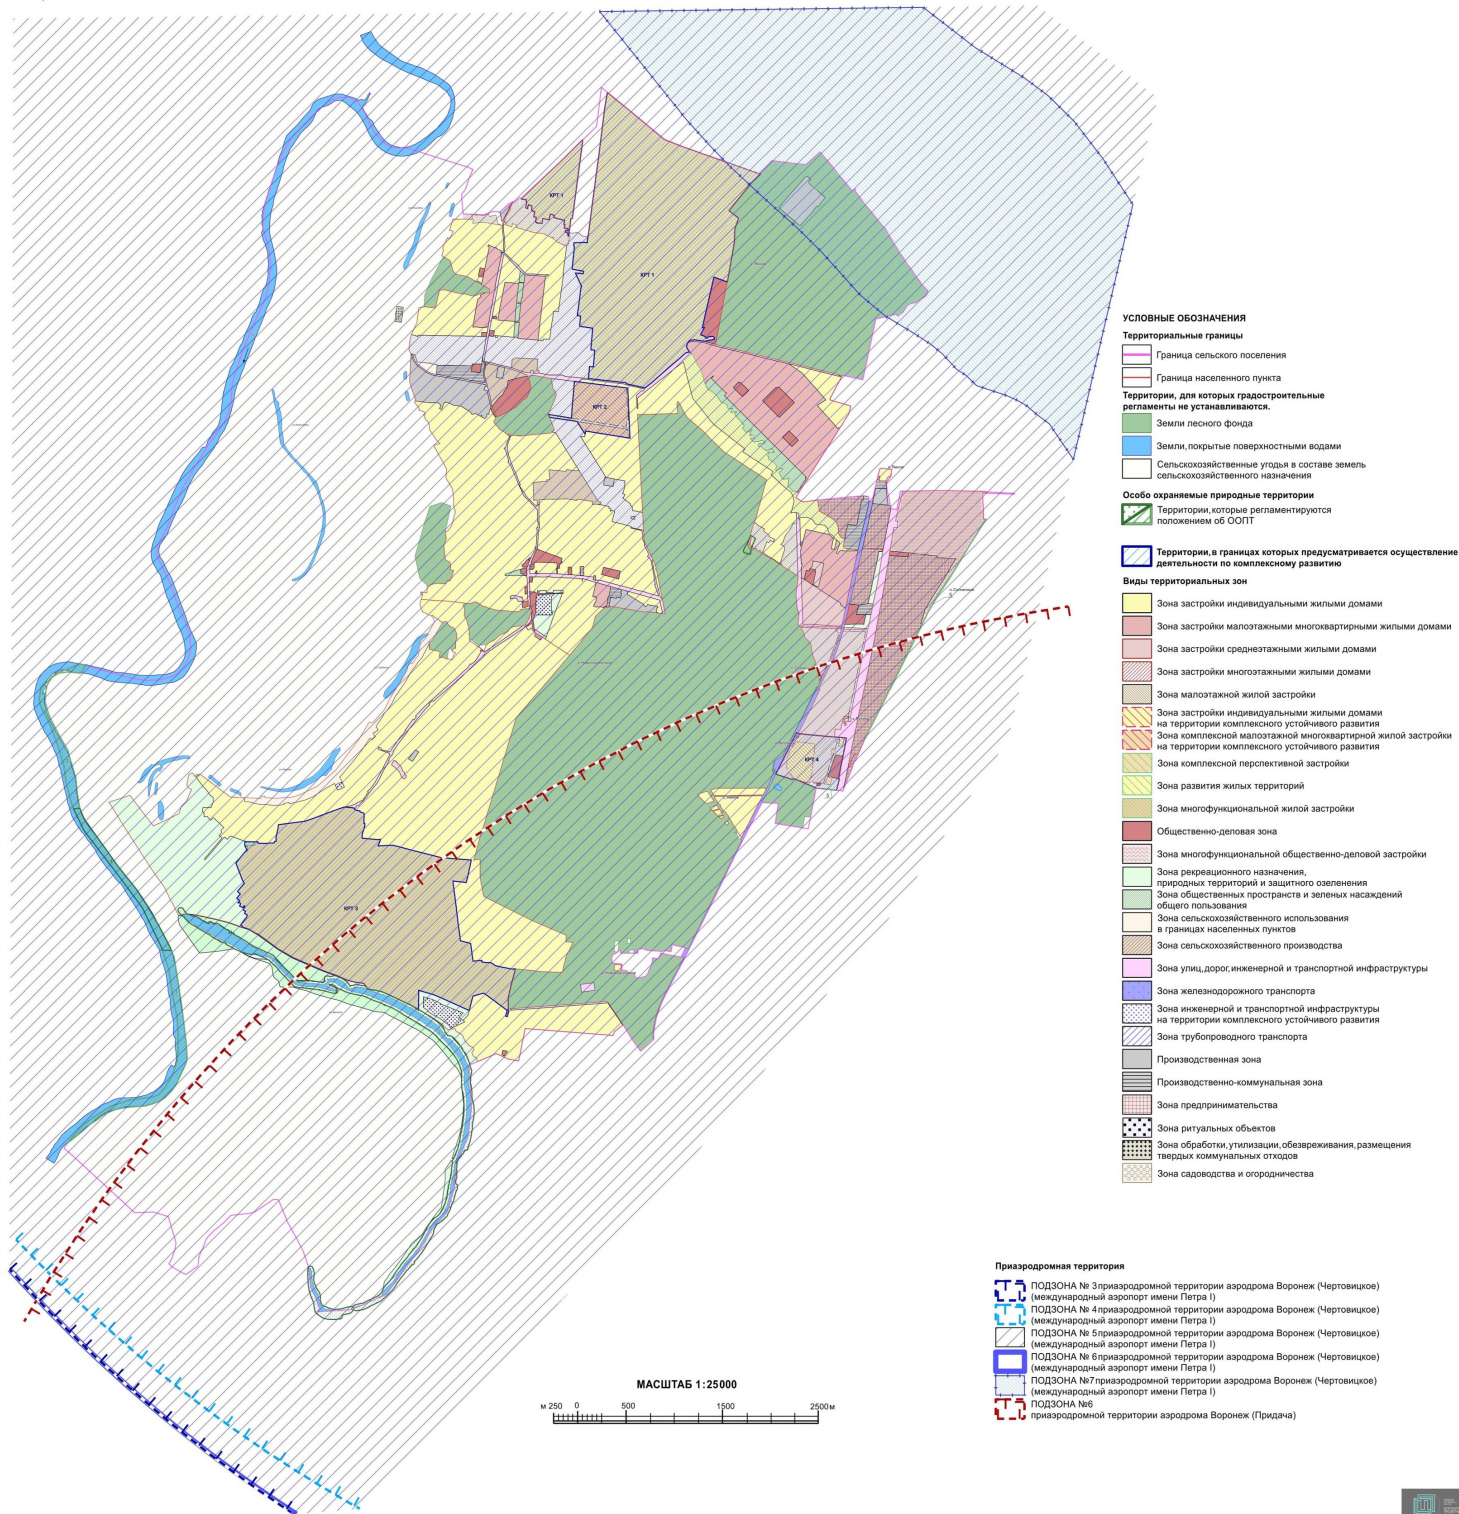 КРТ 1
КРТ 1
КРТ 2
КРТ 4
КРТ 3
УСЛОВНЫЕ ОБОЗНАЧЕНИЯ
Территориальные границы
Граница сельского поселения
Граница населенного пункта
Территории, для которых градостроительные
регламенты не устанавливаются.
Земли лесного фонда
Земли, покрытые поверхностными водами
Сельскохозяйственные угодья в составе земель
сельскохозяйственного назначения
Особо охраняемые природные территории
Территории, которые регламентируются
положением об ООПТ
Территории, в границах которых предусматривается осуществление
деятельности по комплексному развитию
Виды территориальных зон
Зона застройки индивидуальными жилыми домами
Зона застройки малоэтажными многоквартирными жилыми домами
Зона застройки среднеэтажными жилыми домами
Зона застройки многоэтажными жилыми домами
Зона малоэтажной жилой застройки
Зона застройки индивидуальными жилыми домами
на территории комплексного устойчивого развития
Зона комплексной малоэтажной многоквартирной жилой застройки
на территории комплексного устойчивого развития
Зона комплексной перспективной застройки
Зона развития жилых территорий
Зона многофункциональной жилой застройки
Общественно-деловая зона
Зона многофункциональной общественно-деловой застройки
Зона рекреационного назначения,
природных территорий и защитного озеленения
Зона общественных пространств и зеленых насаждений
общего пользования
Зона сельскохозяйственного использования
в границах населенных пунктов
Зона сельскохозяйственного производства
Зона улиц, дорог, инженерной и транспортной инфраструктуры
Зона железнодорожного транспорта
Зона инженерной и транспортной инфраструктуры
на территории комплексного устойчивого развития
Зона трубопроводного транспорта
Производственная зона
Производственно-коммунальная зона
Зона предпринимательства
Зона ритуальных объектов
Зона обработки, утилизации, обезвреживания, размещения
твердых коммунальных отходов
Зона садоводства и огородничества
Приаэродромная территория
ПОДЗОНА № 3 приаэродромной территории аэродрома Воронеж (Чертовицкое)
(международный аэропорт имени Петра I)
ПОДЗОНА № 4 приаэродромной территории аэродрома Воронеж (Чертовицкое)
(международный аэропорт имени Петра I)
ПОДЗОНА № 5 приаэродромной территории аэродрома Воронеж (Чертовицкое)
(международный аэропорт имени Петра I)
ПОДЗОНА № 6 приаэродромной территории аэродрома Воронеж (Чертовицкое)
(международный аэропорт имени Петра I)
ПОДЗОНА №7 приаэродромной территории аэродрома Воронеж (Чертовицкое)
(международный аэропорт имени Петра I)
ПОДЗОНА №6
приаэродромной территории аэродрома Воронеж (Придача)
МАСШТАБ 1:25000
м 250 0 500 1500 2500м